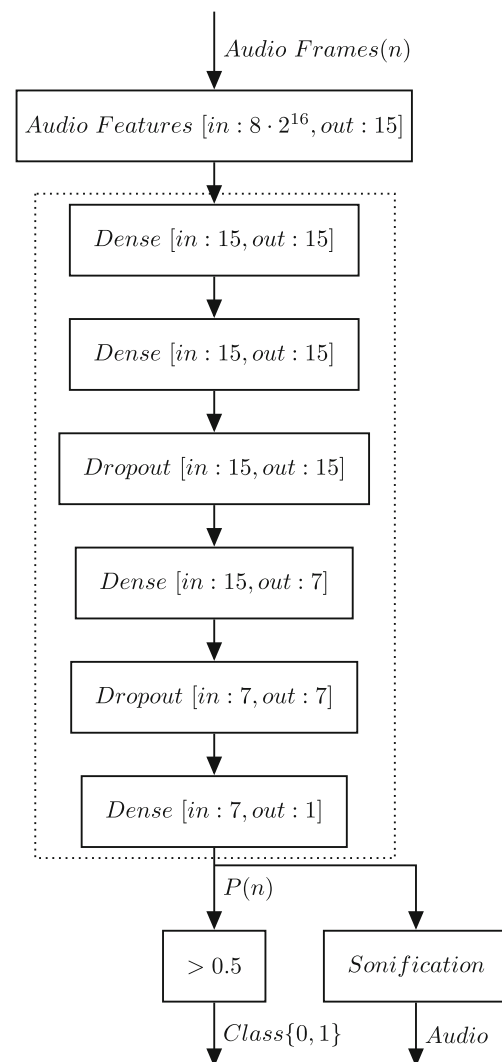 Audio Frames(n)
Audio Features [in : 8 · 2^16, out : 15]
Dense [in : 15, out : 15]
Dense [in : 15, out : 15]
Dropout [in : 15, out : 15]
Dense [in : 15, out : 7]
Dropout [in : 7, out : 7]
Dense [in : 7, out : 1]
P(n)
> 0.5
Sonification
Class{0, 1}
Audio